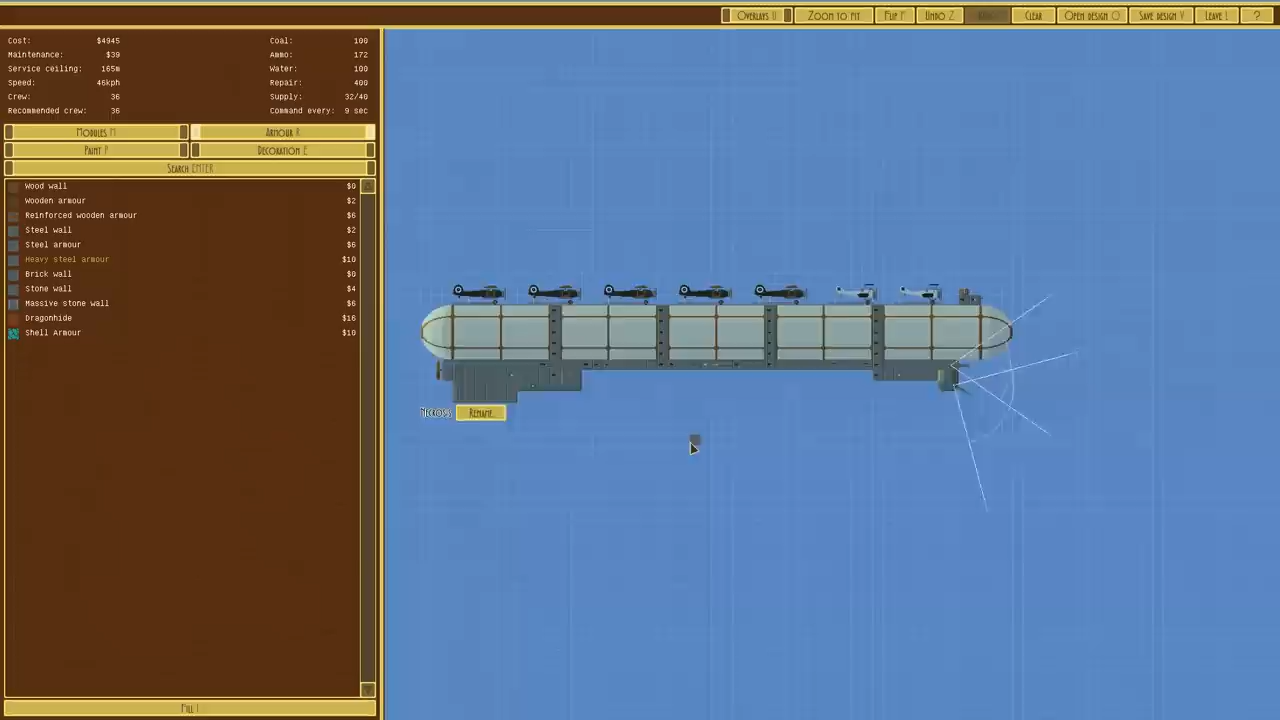 OVERLAYS U ZOOM TO FIT FLIP F UNDO Z CLEAR OPEN DESIGN O SAVE DESIGN V LEAVE L ?
Cost: $4945 Coal: 100
Maintenance: $39 Ammo: 172
Service ceiling: 165m Water: 100
Speed: 46kph Repair: 400
Crew: 36 Supply: 32/40
Recommended crew: 36 Command every: 9 sec
MODULES M ARMOUR R
PAINT P DECORATION E
SEARCH ENTER
Wood wall $0
Wooden armour $2
Reinforced wooden armour $6
Steel wall $2
Steel armour $6
Heavy steel armour $10
Brick wall $0
Stone wall $4
Massive stone wall $6
Dragonhide $16
Shell Armour $10
RENAME
FILL I